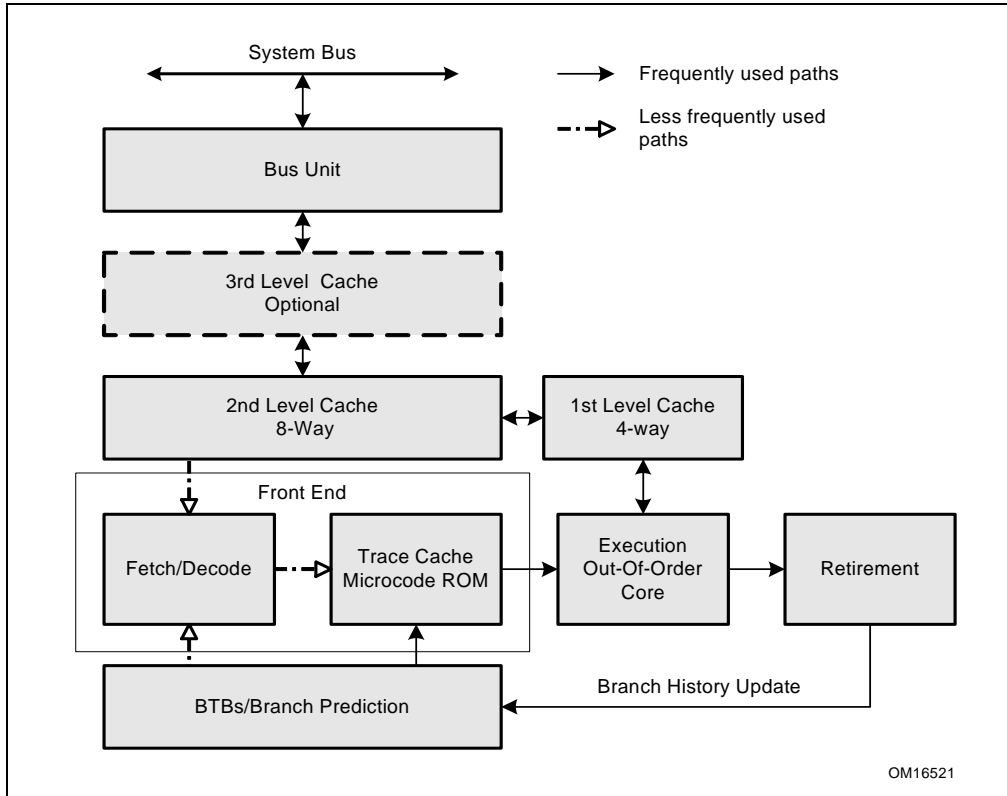 System Bus
Frequently used paths
Less frequently used
paths
Bus Unit
3rd Level Cache
Optional
2nd Level Cache
8-Way
1st Level Cache
4-way
Front End
Fetch/Decode
Trace Cache
Microcode ROM
Execution
Out-Of-Order
Core
Retirement
BTBs/Branch Prediction
Branch History Update
OM16521